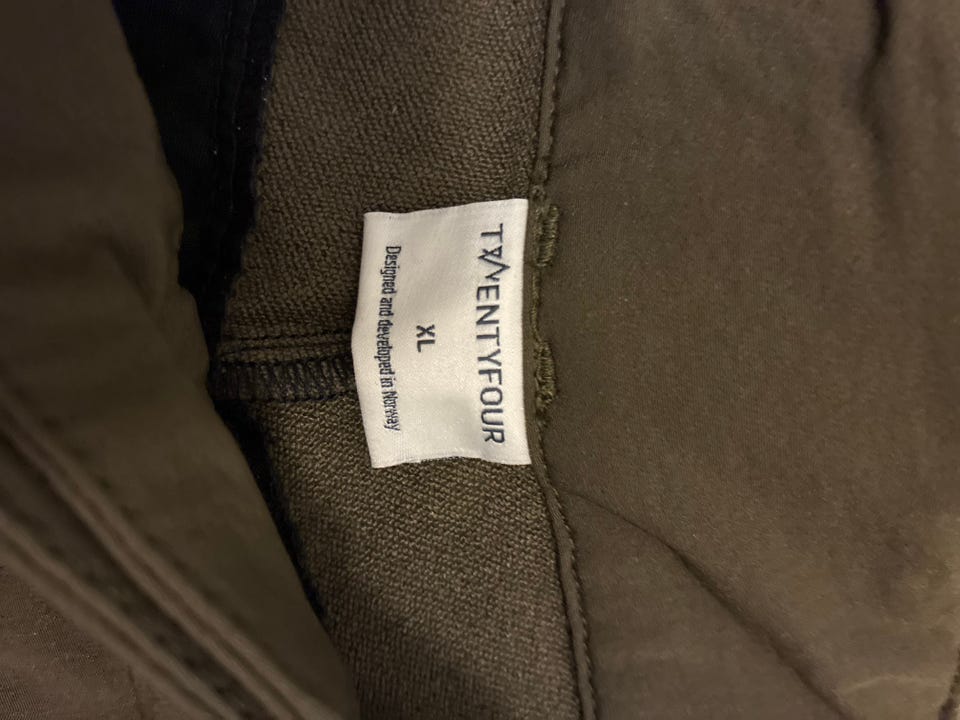 TWENTYFOUR
XL
Designed and developed in Norway